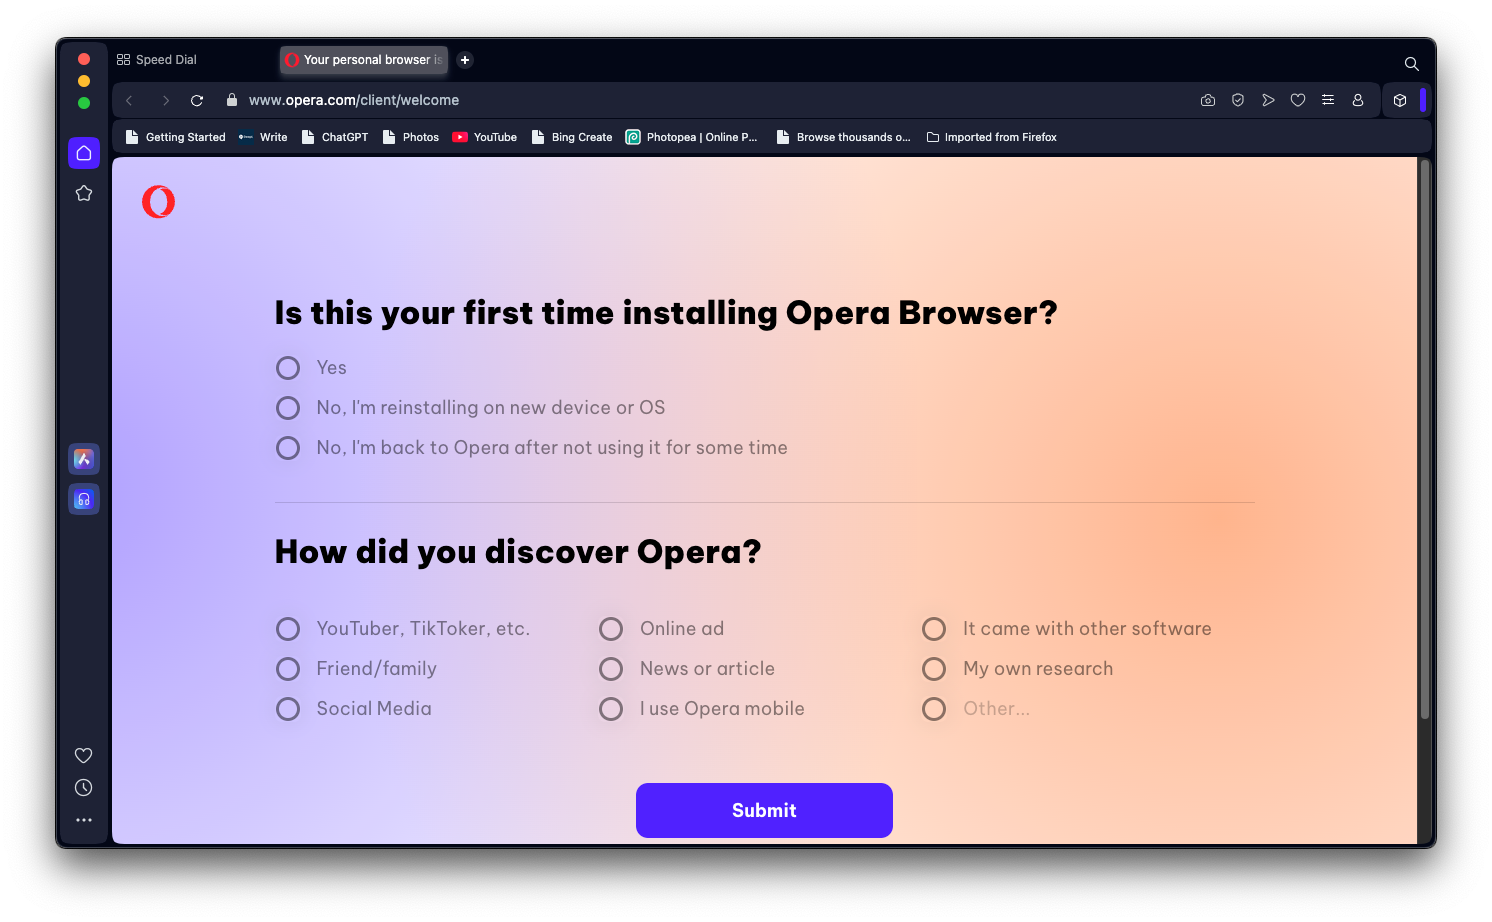 Speed Dial
Your personal browser is
www.opera.com/client/welcome
Getting Started
Write
ChatGPT
Photos
YouTube
Bing Create
Photopea | Online P...
Browse thousands o...
Imported from Firefox
Is this your first time installing Opera Browser?
Yes
No, I'm reinstalling on new device or OS
No, I'm back to Opera after not using it for some time
How did you discover Opera?
YouTuber, TikToker, etc.
Online ad
It came with other software
Friend/family
News or article
My own research
Social Media
I use Opera mobile
Other...
Submit